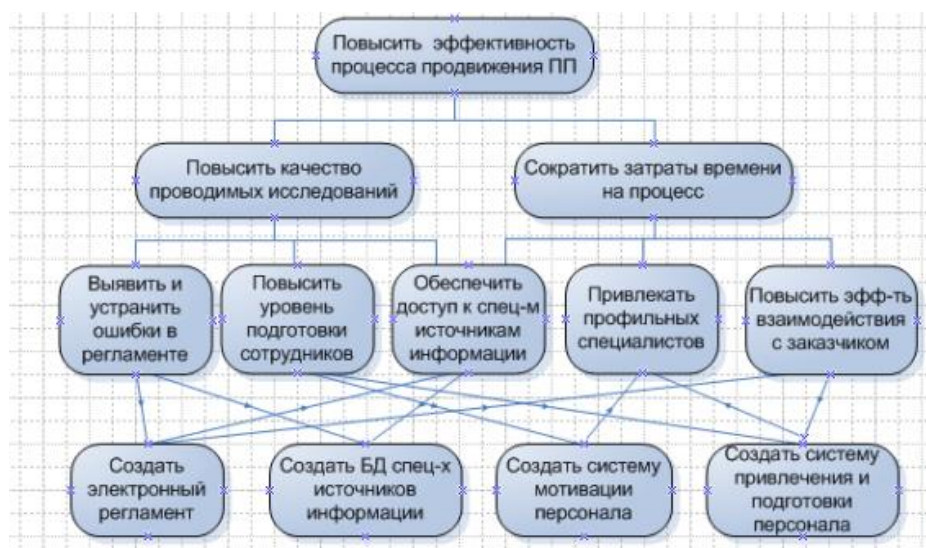 Повысить эффективность
процесса продвижения ПП
Повысить качество
проводимых исследований
Сократить затраты времени
на процесс
Выявить и
устранить
ошибки в
регламенте
Повысить
уровень
подготовки
сотрудников
Обеспечить
доступ к спец-м
источникам
информации
Привлекать
профильных
специалистов
Повысить эфф-ть
взаимодействия
с заказчиком
Создать
электронный
регламент
Создать БД спец-х
источников
информации
Создать систему
мотивации
персонала
Создать систему
привлечения и
подготовки
персонала